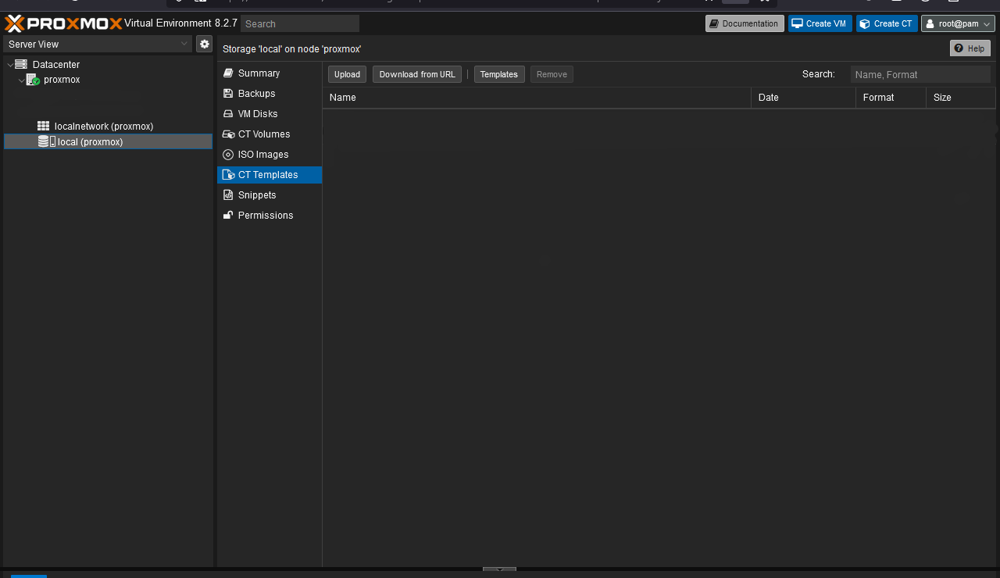 PROXMOX Virtual Environment 8.2.7 Search Documentation Create VM Create CT root@pam
Server View
Storage 'local' on node 'proxmox' Help
Datacenter
proxmox
localnetwork (proxmox)
local (proxmox)
Summary
Backups
VM Disks
CT Volumes
ISO Images
CT Templates
Snippets
Permissions
Upload Download from URL Templates Remove Search: Name, Format
Name Date Format Size